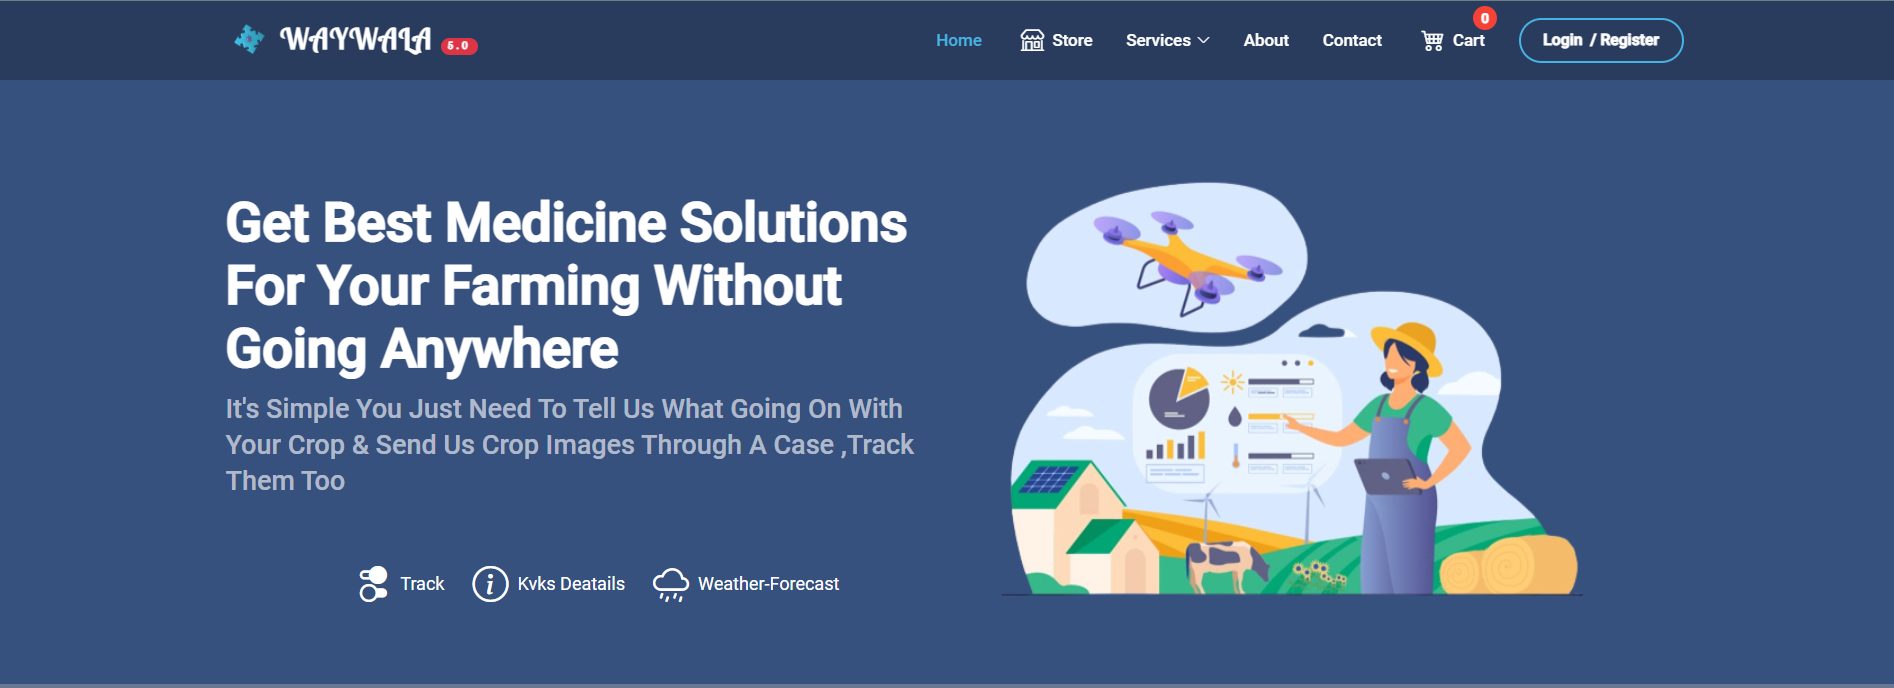 WAYWALA 5.0
Home Store Services About Contact Cart 0 Login / Register
Get Best Medicine Solutions
For Your Farming Without
Going Anywhere
It's Simple You Just Need To Tell Us What Going On With
Your Crop & Send Us Crop Images Through A Case ,Track
Them Too
Track Kvks Deatails Weather-Forecast